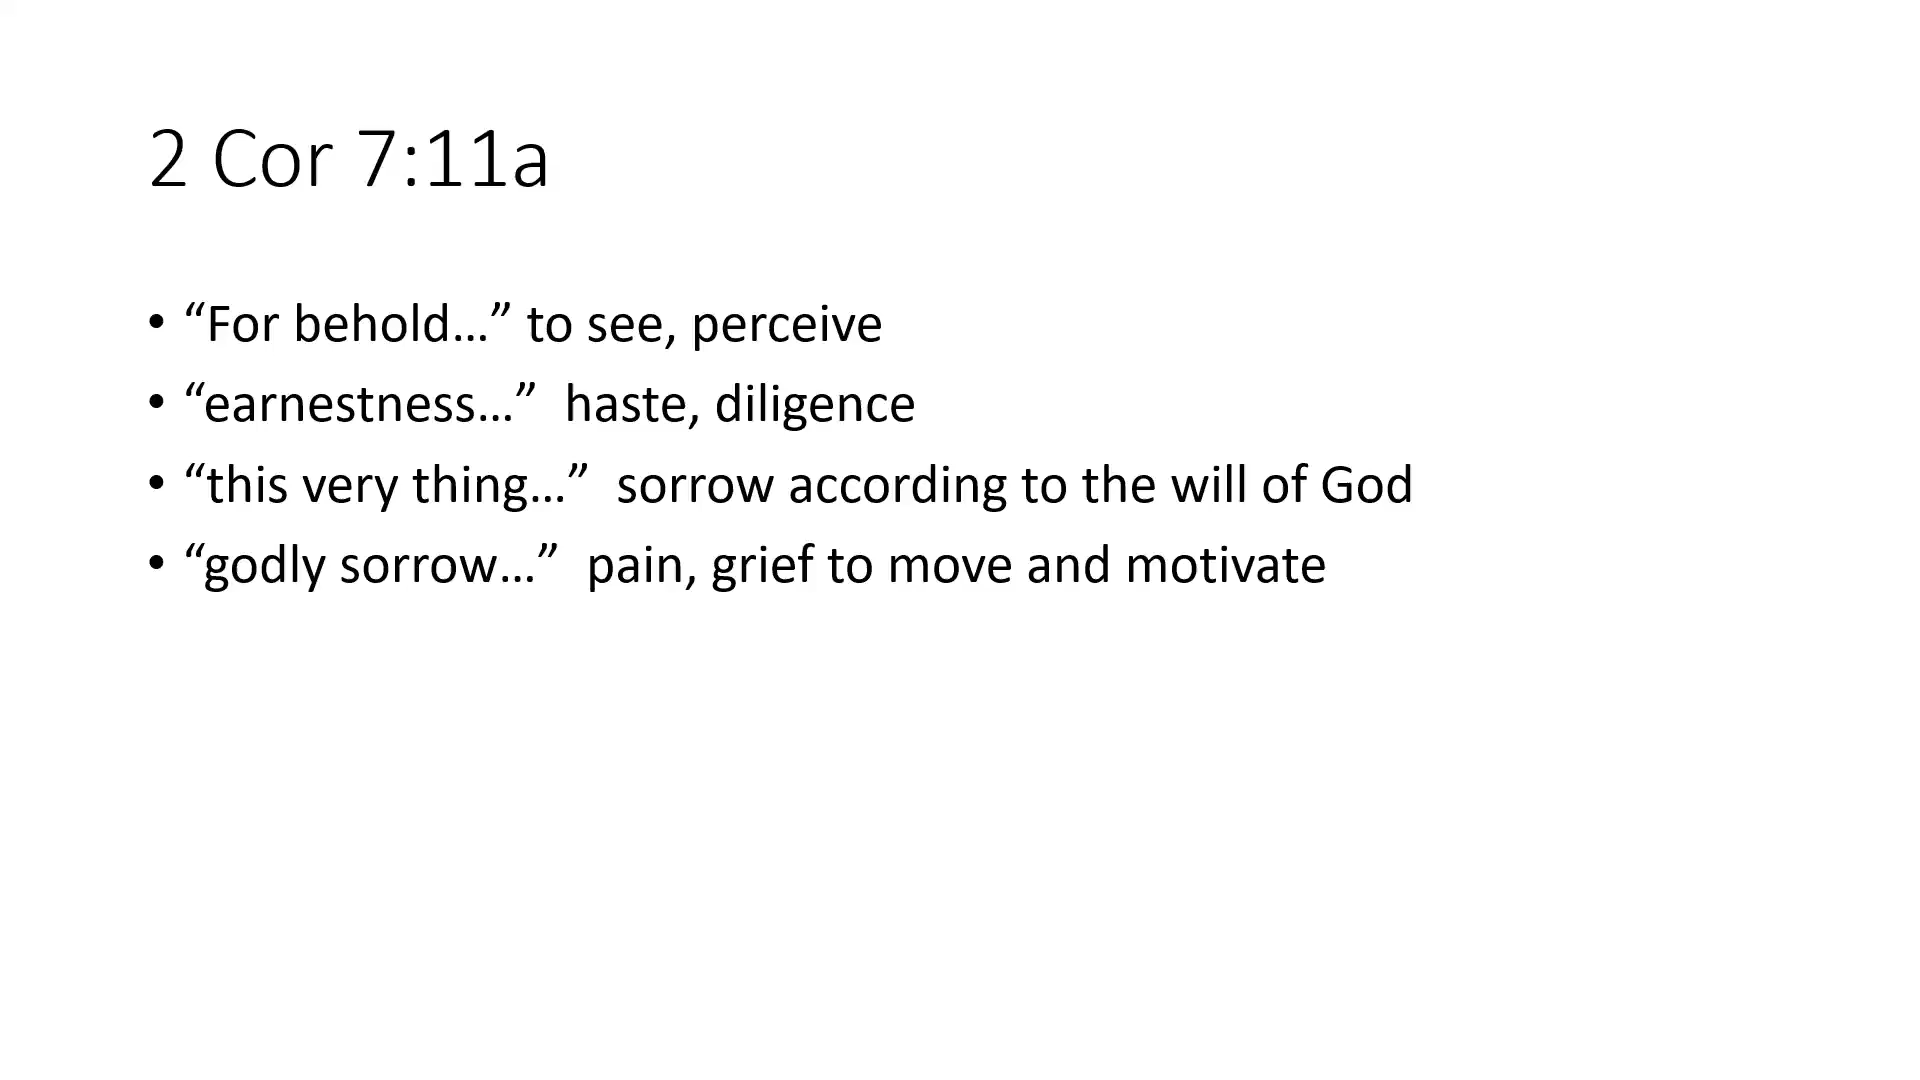 2 Cor 7:11a
• “For behold…” to see, perceive
• “earnestness…”  haste, diligence
• “this very thing…”  sorrow according to the will of God
• “godly sorrow…”  pain, grief to move and motivate